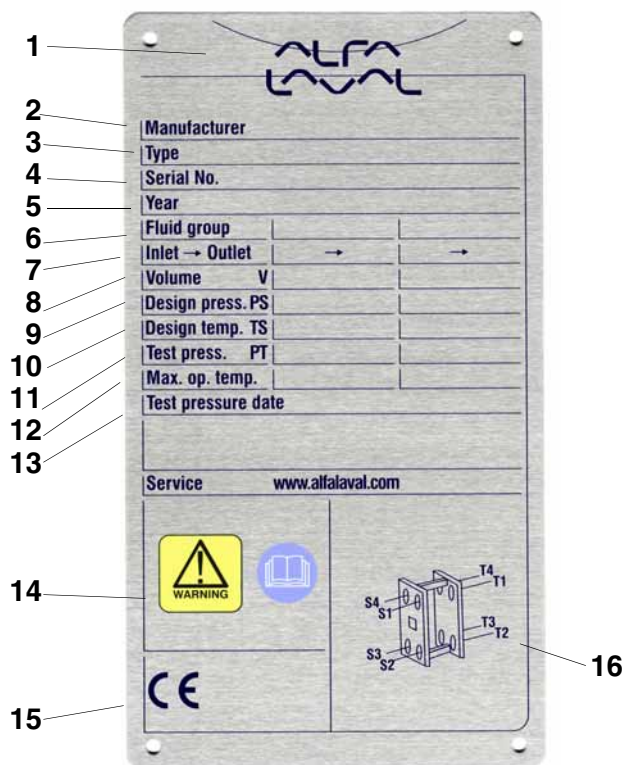 1
ALFA
LAVAL
2 Manufacturer
3 Type
4 Serial No.
5 Year
6 Fluid group
7 Inlet → Outlet → →
8 Volume V
9 Design press. PS
10 Design temp. TS
11 Test press. PT
12 Max. op. temp.
13 Test pressure date
Service www.alfalaval.com
14
WARNING
T4
T1
S4
S1
T3
T2
S3
S2
16
15
CE